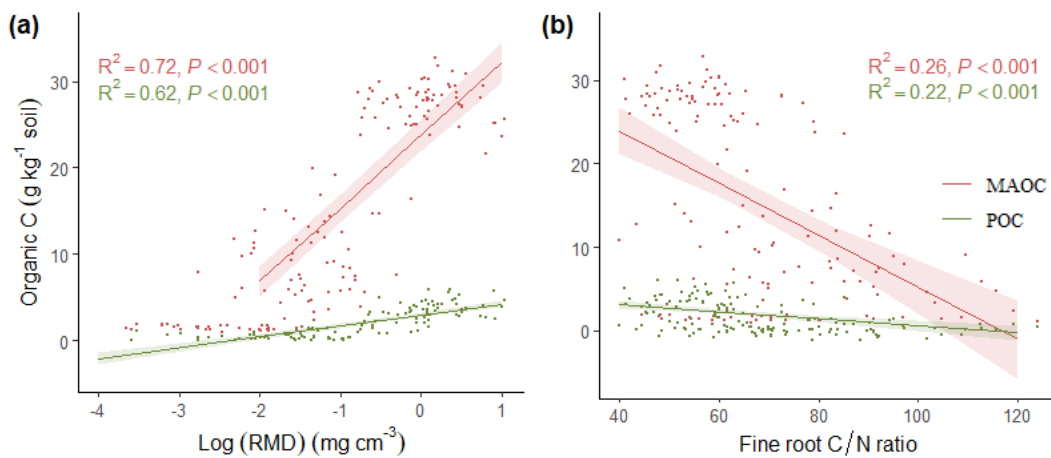 (a)
R² = 0.72, P < 0.001
R² = 0.62, P < 0.001
Organic C (g kg⁻¹ soil)
30
20
10
0
-4 -3 -2 -1 0 1
Log (RMD) (mg cm⁻³)
(b)
R² = 0.26, P < 0.001
R² = 0.22, P < 0.001
MAOC
POC
30
20
10
0
40 60 80 100 120
Fine root C/N ratio